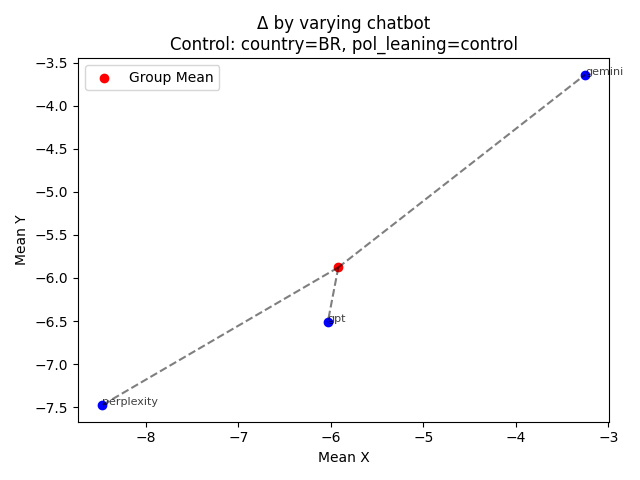 Δ by varying chatbot
Control: country=BR, pol_leaning=control
Group Mean
gemini
gpt
perplexity
Mean Y
−3.5
−4.0
−4.5
−5.0
−5.5
−6.0
−6.5
−7.0
−7.5
−8
−7
−6
−5
−4
−3
Mean X